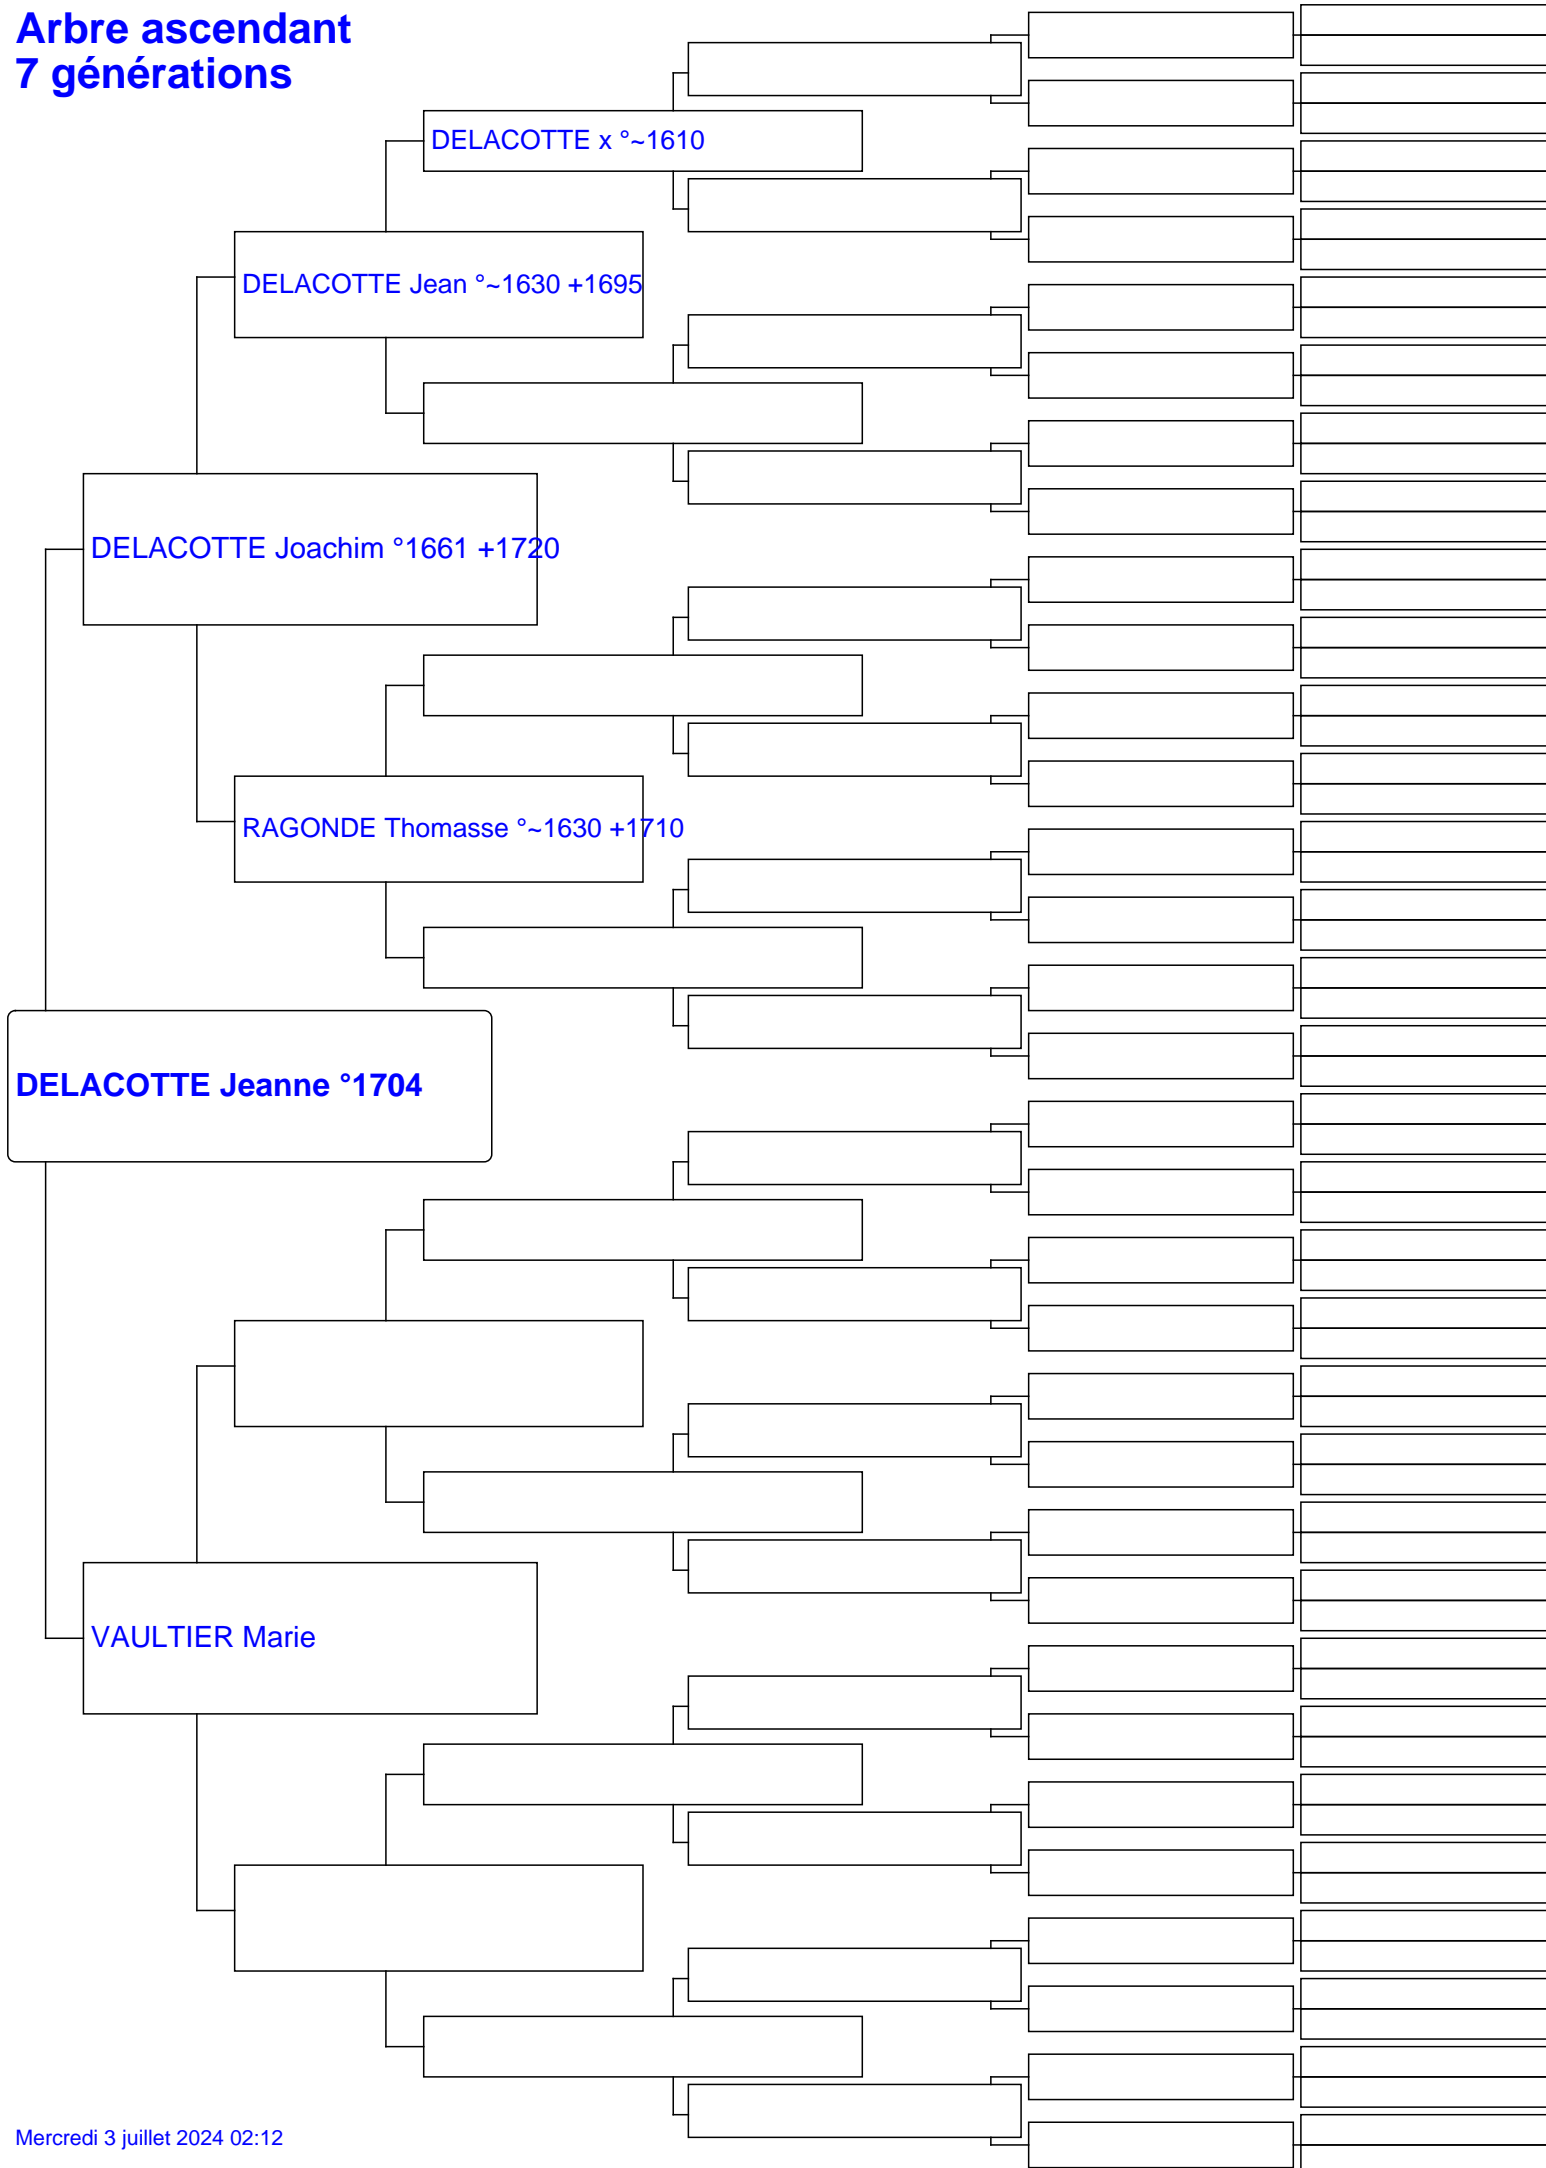 Arbre ascendant
7 générations
DELACOTTE x °~1610
DELACOTTE Jean °~1630 +1695
DELACOTTE Joachim °1661 +1720
RAGONDE Thomasse °~1630 +1710
DELACOTTE Jeanne °1704
VAULTIER Marie
Mercredi 3 juillet 2024 02:12